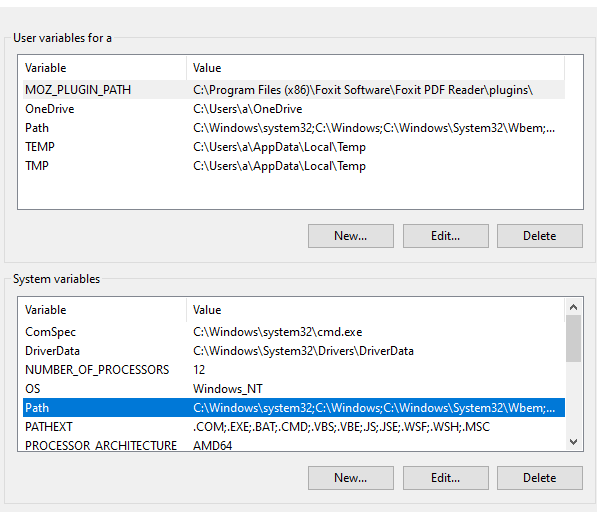 User variables for a
Variable Value
MOZ_PLUGIN_PATH C:\Program Files (x86)\Foxit Software\Foxit PDF Reader\plugins\
OneDrive C:\Users\a\OneDrive
Path C:\Windows\system32;C:\Windows;C:\Windows\System32\Wbem;...
TEMP C:\Users\a\AppData\Local\Temp
TMP C:\Users\a\AppData\Local\Temp
New... Edit... Delete
System variables
Variable Value
ComSpec C:\Windows\system32\cmd.exe
DriverData C:\Windows\System32\Drivers\DriverData
NUMBER_OF_PROCESSORS 12
OS Windows_NT
Path C:\Windows\system32;C:\Windows;C:\Windows\System32\Wbem;...
PATHEXT .COM;.EXE;.BAT;.CMD;.VBS;.VBE;.JS;.JSE;.WSF;.WSH;.MSC
PROCESSOR_ARCHITECTURE AMD64
New... Edit... Delete